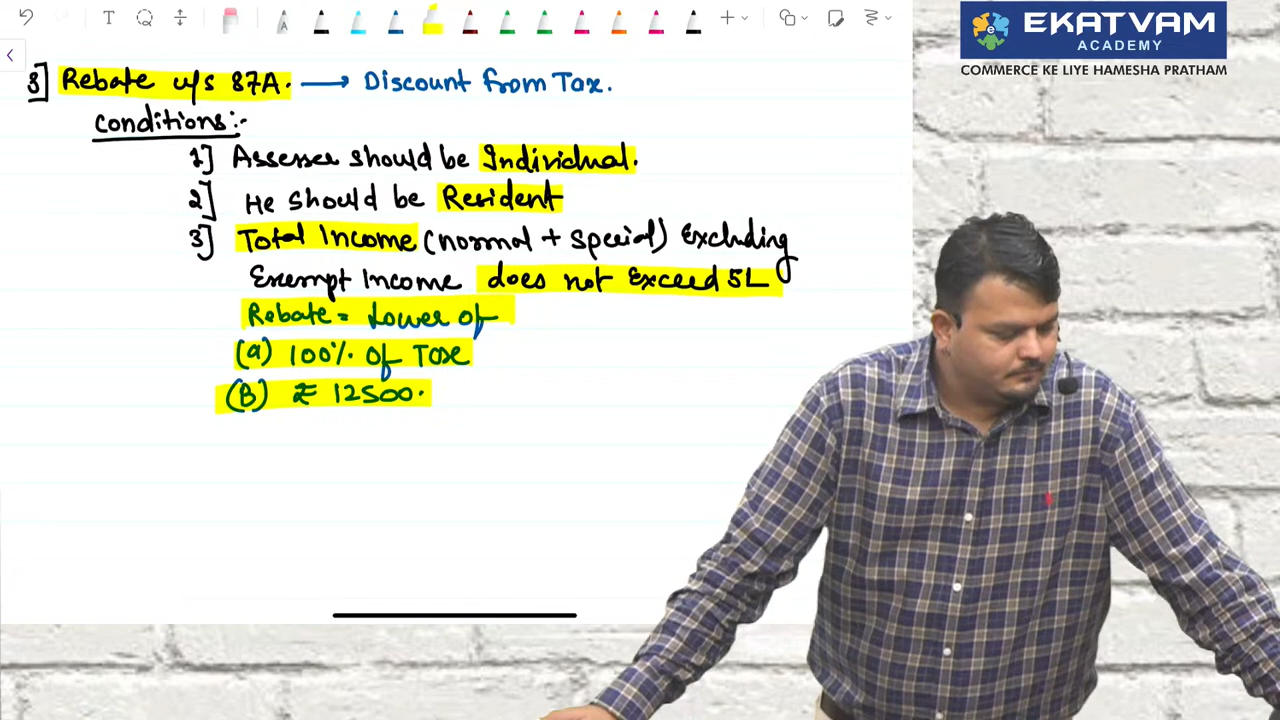 EKATVAM
ACADEMY
COMMERCE KE LIYE HAMESHA PRATHAM
8] Rebate u/s 87A. → Discount from Tax.
Conditions:-
1] Assessee should be Individual.
2] He should be Resident
3] Total Income (normal + special) Excluding
Exempt Income does not Exceed 5L
Rebate = Lower of
(a) 100% of Tax
(B) ₹ 12500.